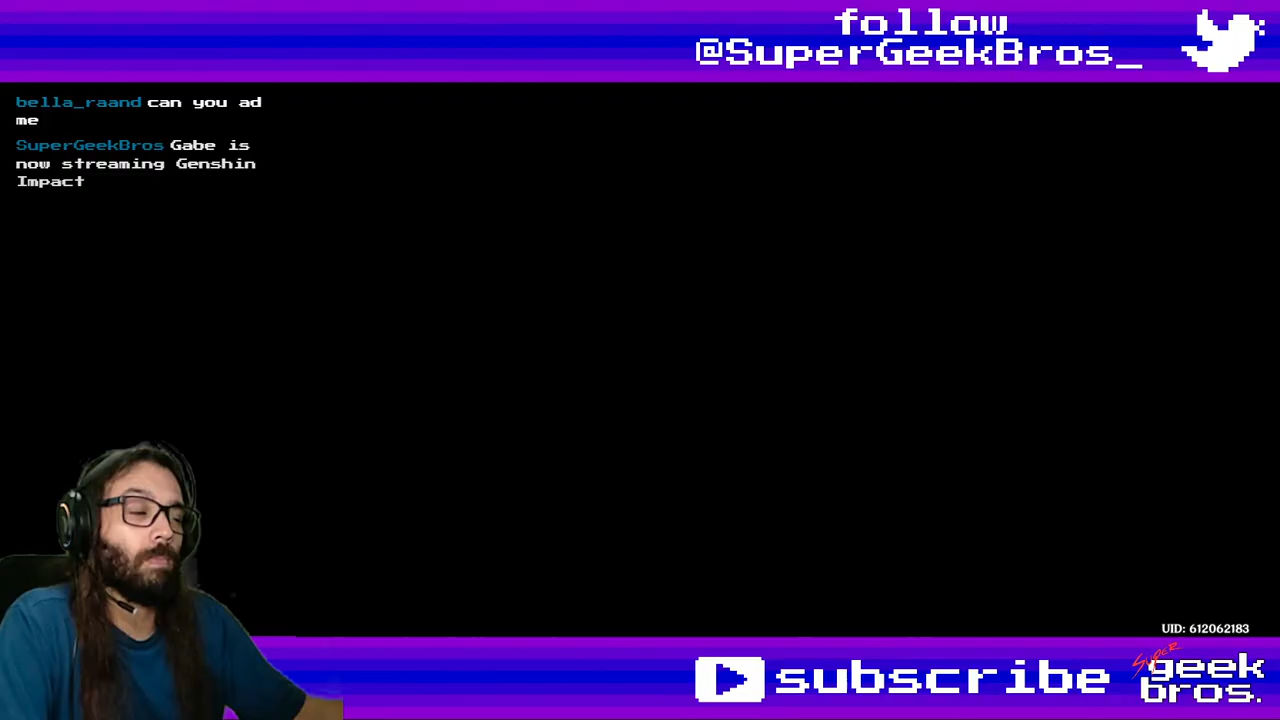 follow
@SuperGeekBros_
bella_raand can you ad
me
SuperGeekBros Gabe is
now streaming Genshin
Impact
UID: 612062183
subscribe
SUPER
geek
bros.